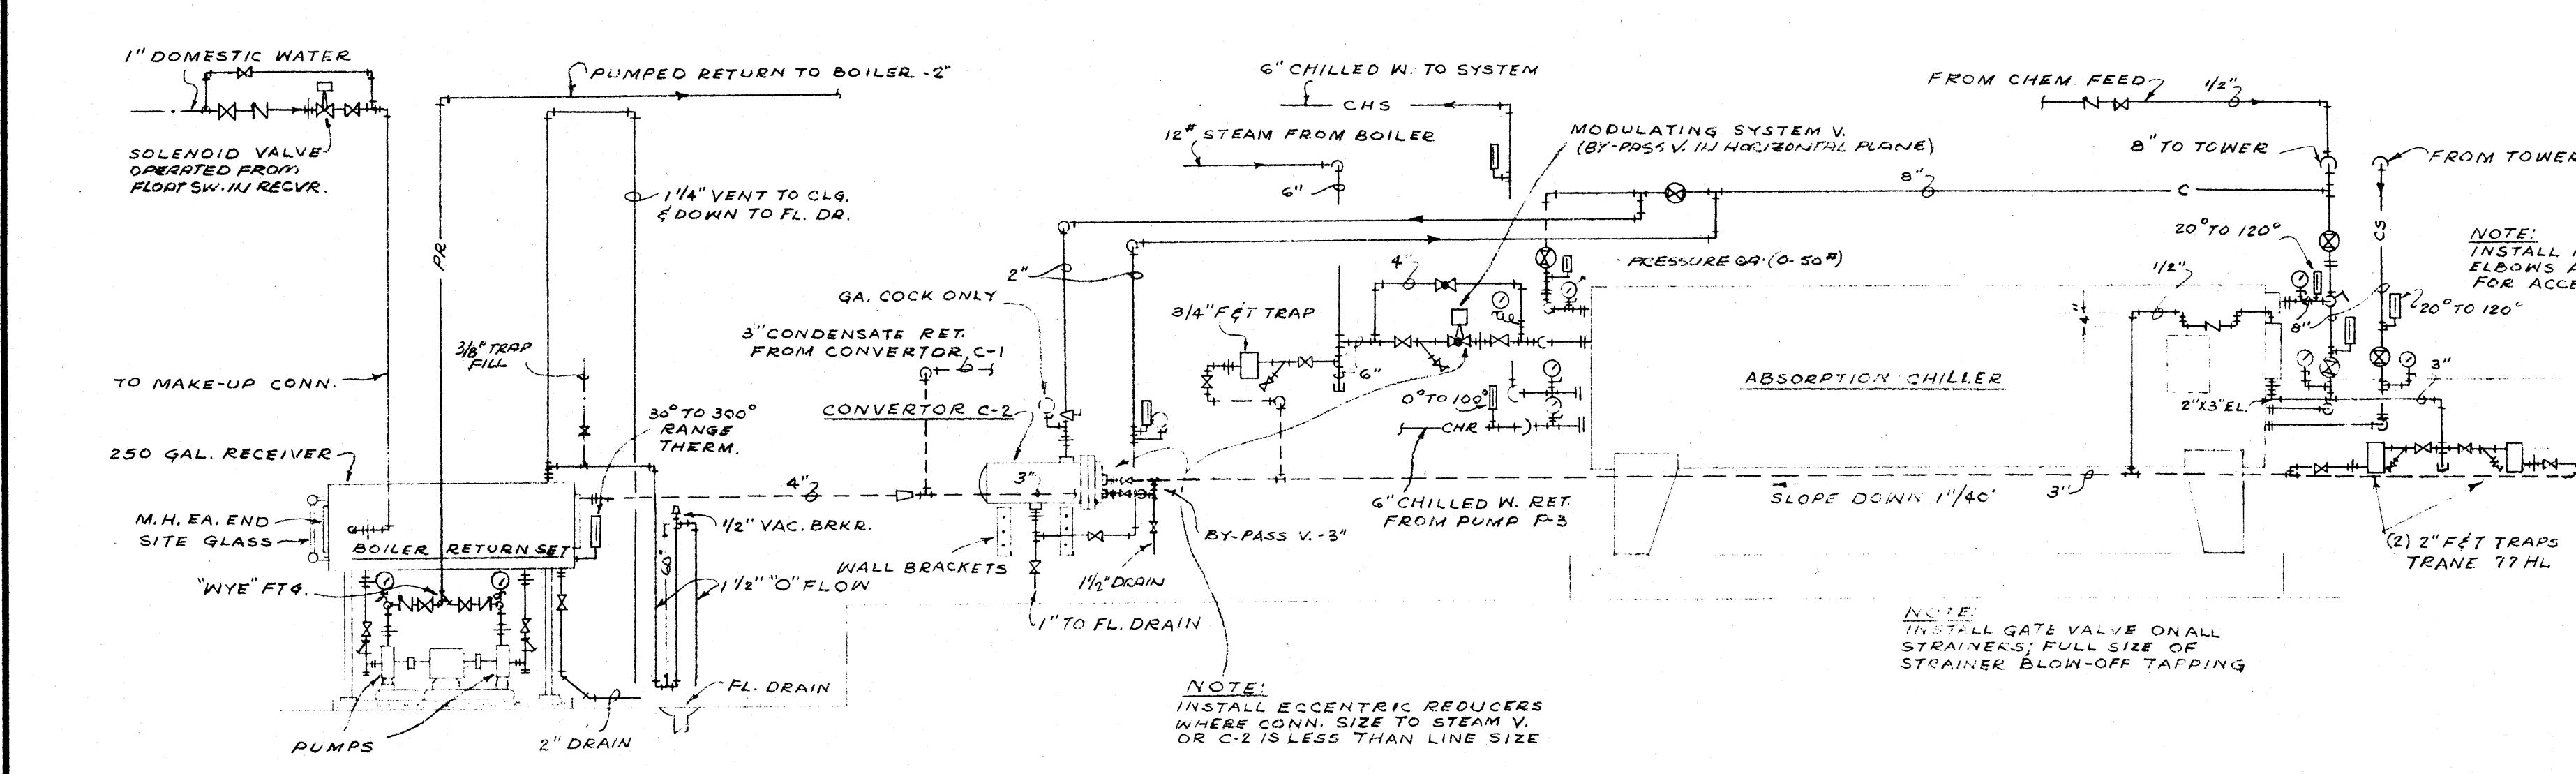 1" DOMESTIC WATER
PUMPED RETURN TO BOILER -2"
6" CHILLED W. TO SYSTEM
CHS
FROM CHEM. FEED
1/2"
12# STEAM FROM BOILER
6"
MODULATING SYSTEM V.
(BY-PASS V. IN HORIZONTAL PLANE)
8" TO TOWER
FROM TOWER
SOLENOID VALVE
OPERATED FROM
FLOAT SW. IN RECVR.
1 1/4" VENT TO CLG.
& DOWN TO FL. DR.
8"
C
PR
CS
20° TO 120°
NOTE:
INSTALL
ELBOWS
FOR ACCE
2"
4"
PRESSURE GA. (0-50#)
1/2"
GA. COCK ONLY
3/4" F&T TRAP
4"
8"
20° TO 120°
3" CONDENSATE RET.
FROM CONVERTOR C-1
3/8" TRAP
FILL
6"
3"
TO MAKE-UP CONN.
ABSORPTION CHILLER
CONVERTOR C-2
0° TO 100°
2"X3" EL.
30° TO 300°
RANGE
THERM.
CHR
250 GAL. RECEIVER
4"
3"
6" CHILLED W. RET.
FROM PUMP P-3
SLOPE DOWN 1"/40'
3"
M.H. EA. END
SITE GLASS
BOILER RETURN SET
1/2" VAC. BRKR.
BY-PASS V.-3"
(2) 2" F&T TRAPS
TRANE 77 HL
WALL BRACKETS
"WYE" FTG.
60"
1 1/2" "O" FLOW
1 1/2" DRAIN
1" TO FL. DRAIN
NOTE:
INSTALL GATE VALVE ON ALL
STRAINERS; FULL SIZE OF
STRAINER BLOW-OFF TAPPING
FL. DRAIN
NOTE:
INSTALL ECCENTRIC REDUCERS
WHERE CONN. SIZE TO STEAM V.
OR C-2 IS LESS THAN LINE SIZE
PUMPS
2" DRAIN